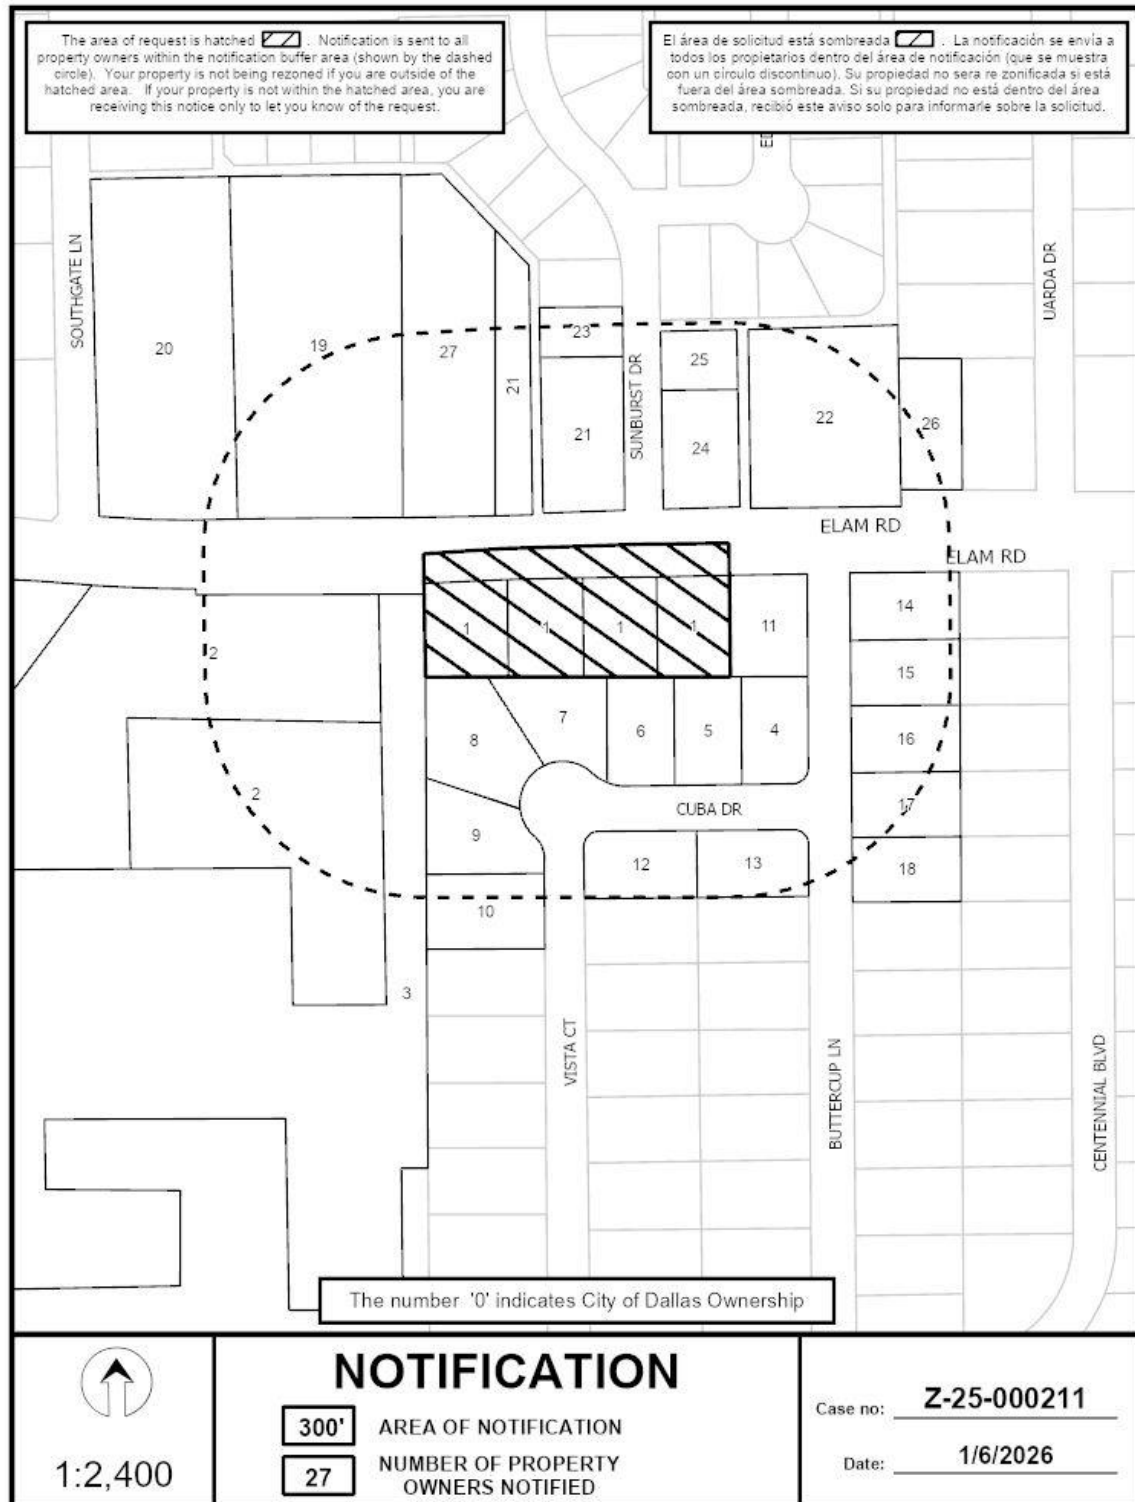 The area of request is hatched . Notification is sent to all
property owners within the notification buffer area (shown by the dashed
circle). Your property is not being rezoned if you are outside of the
hatched area. If your property is not within the hatched area, you are
receiving this notice only to let you know of the request.
El área de solicitud está sombreada . La notificación se envía a
todos los propietarios dentro del área de notificación (que se muestra
con un círculo discontinuo). Su propiedad no sera re zonificada si está
fuera del área sombreada. Si su propiedad no está dentro del área
sombreada, recibió este aviso solo para informarle sobre la solicitud.
SOUTHGATE LN
UARDA DR
SUNBURST DR
20
19
27
21
23
21
25
24
22
26
ELAM RD
ELAM RD
1
1
1
1
11
14
15
16
17
18
2
2
8
7
6
5
4
9
CUBA DR
12
13
10
3
VISTA CT
BUTTERCUP LN
CENTENNIAL BLVD
The number '0' indicates City of Dallas Ownership
1:2,400
NOTIFICATION
300' AREA OF NOTIFICATION
27 NUMBER OF PROPERTY
OWNERS NOTIFIED
Case no: Z-25-000211
Date: 1/6/2026